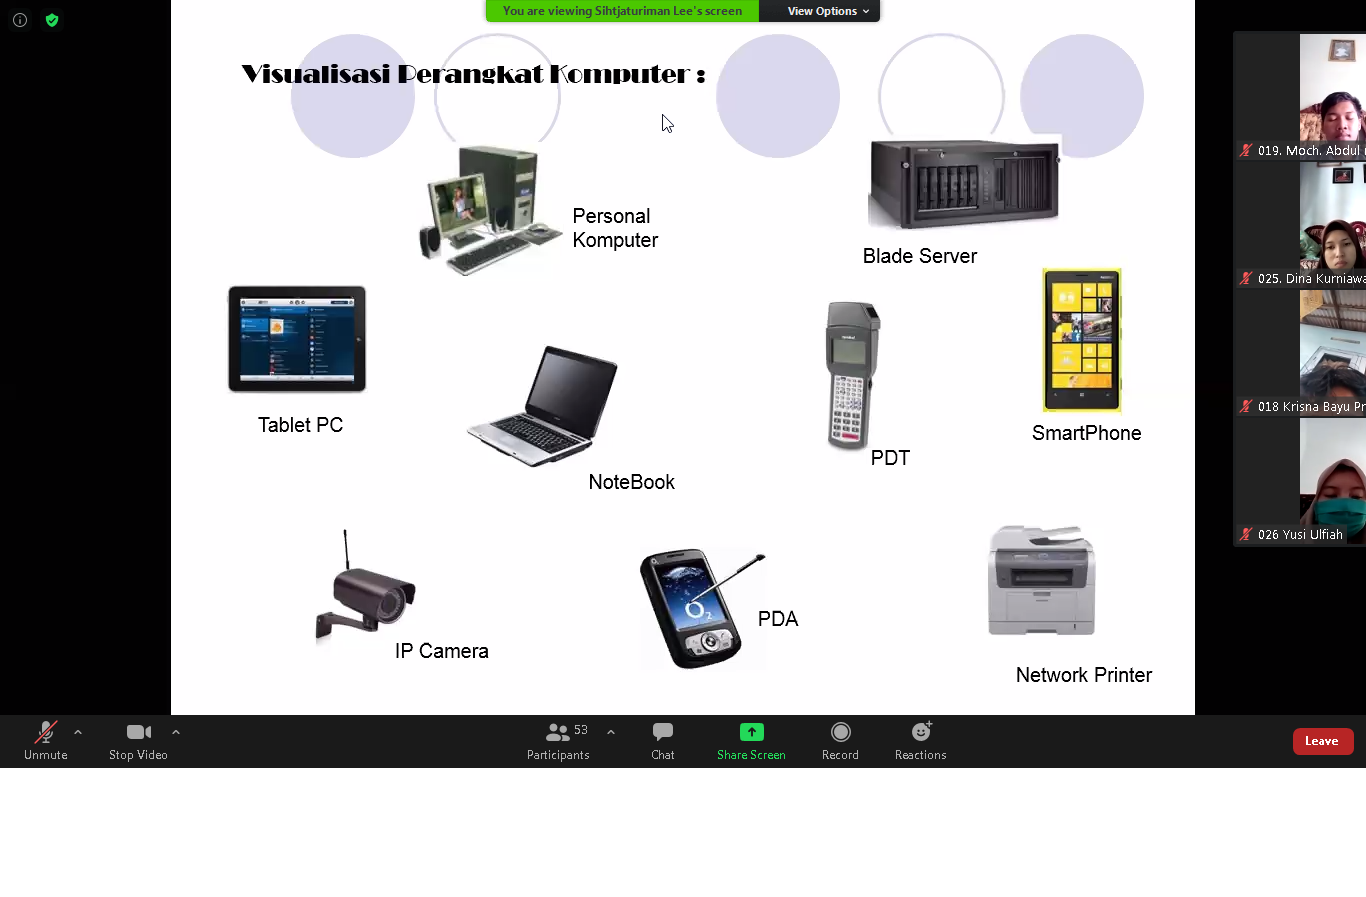 You are viewing Sihtjaturiman Lee's screen
View Options
Visualisasi Perangkat Komputer :
Personal
Komputer
Blade Server
Tablet PC
NoteBook
PDT
SmartPhone
IP Camera
O2
PDA
Network Printer
019. Moch. Abdul
025. Dina Kurniawa
018 Krisna Bayu Pr
026 Yusi Ulfiah
Unmute
Stop Video
53
Participants
Chat
Share Screen
Record
Reactions
Leave